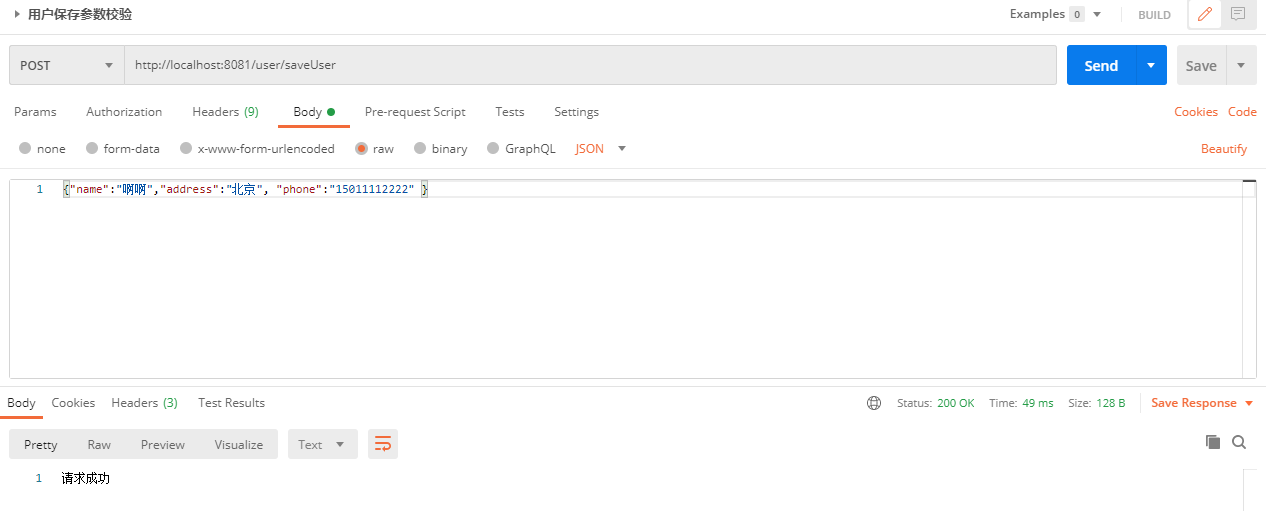 用户保存参数校验 Examples 0 BUILD
POST http://localhost:8081/user/saveUser Send Save
Params Authorization Headers (9) Body Pre-request Script Tests Settings Cookies Code
none form-data x-www-form-urlencoded raw binary GraphQL JSON Beautify
1 {"name":"啊啊","address":"北京", "phone":"15011112222" }
Body Cookies Headers (3) Test Results Status: 200 OK Time: 49 ms Size: 128 B Save Response
Pretty Raw Preview Visualize Text
1 请求成功